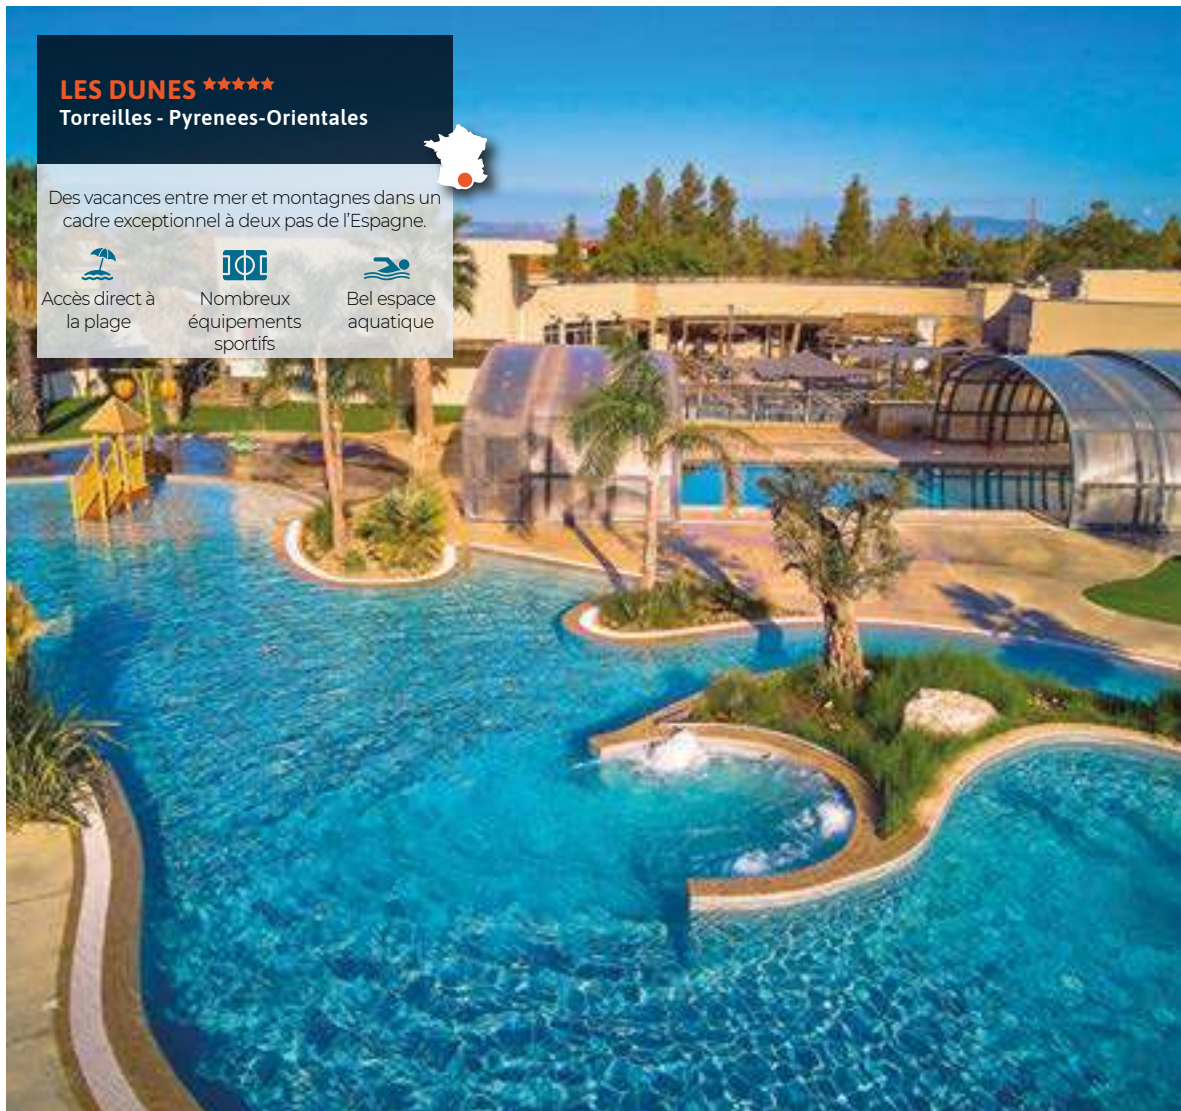 LES DUNES ★★★★★
Torreilles - Pyrenees-Orientales
Des vacances entre mer et montagnes dans un
cadre exceptionnel à deux pas de l’Espagne.
Accès direct à
la plage
Nombreux
équipements
sportifs
Bel espace
aquatique